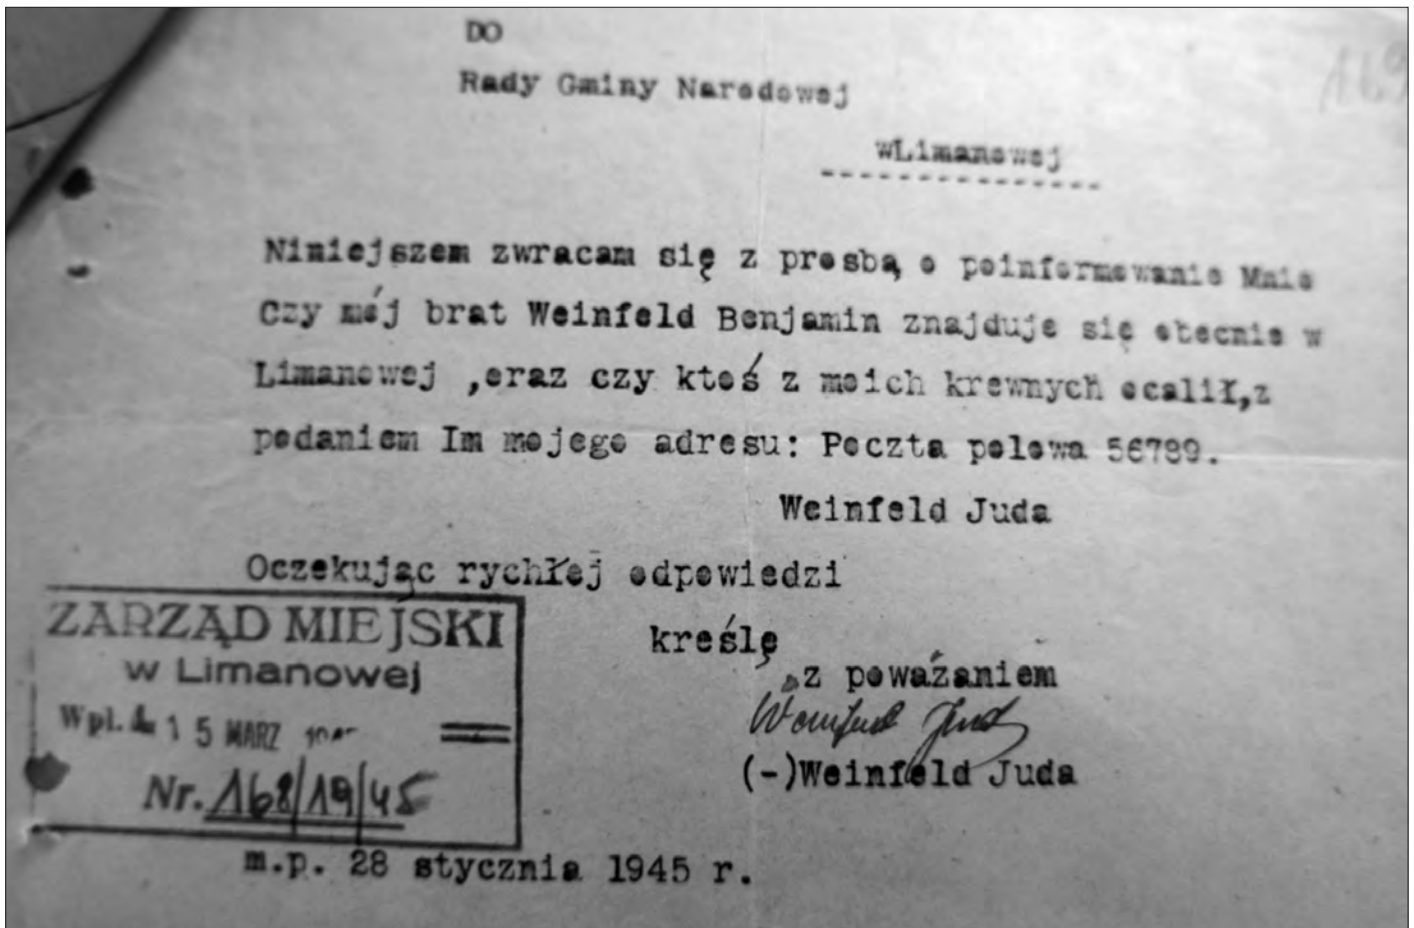 DO
Rady Gminy Narodowej
wLimanowej
Niniejszem zwracam się z prosbą o poinformowanie Mnie
Czy mój brat Weinfeld Benjamin znajduje się obecnie w
Limanowej ,oraz czy ktoś z moich krewnych ocalił,z
podaniem Im mojego adresu: Poczta polowa 56789.
Weinfeld Juda
Oczekując rychłej odpowiedzi
kreślę
z poważaniem
Weinfeld Juda
(-)Weinfeld Juda
ZARZĄD MIEJSKI
w Limanowej
Wpł. dn. 15 MARZ
Nr. 168/19/45
m.p. 28 stycznia 1945 r.